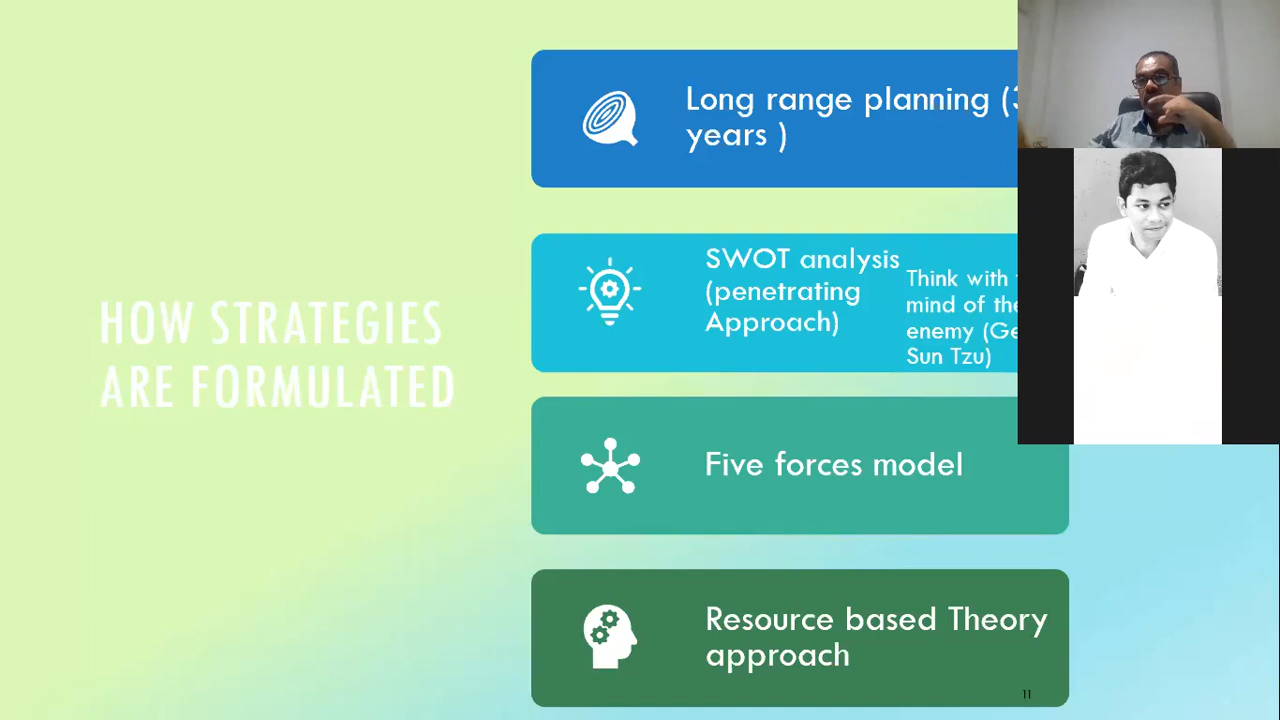 HOW STRATEGIES
ARE FORMULATED
Long range planning (3
years )
SWOT analysis
(penetrating
Approach)
Think with
mind of the
enemy
Sun Tzu)
Five forces model
Resource based Theory
approach
11